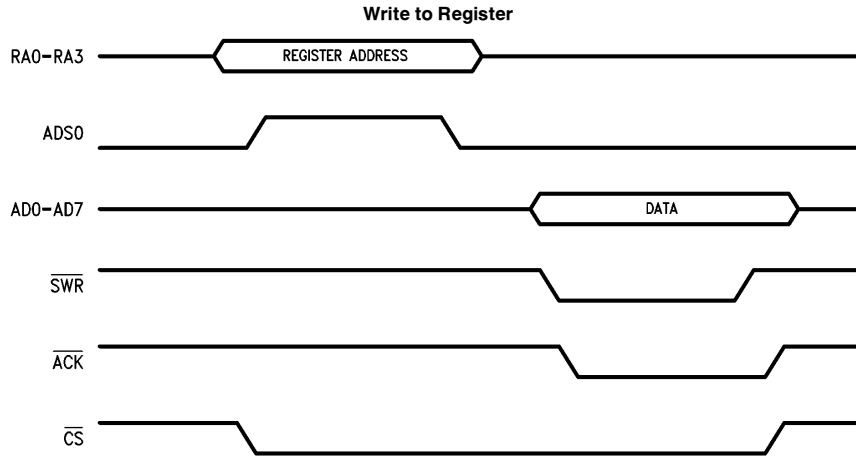 Write to Register
RA0-RA3
REGISTER ADDRESS
ADS0
AD0-AD7
DATA
SWR
ACK
CS